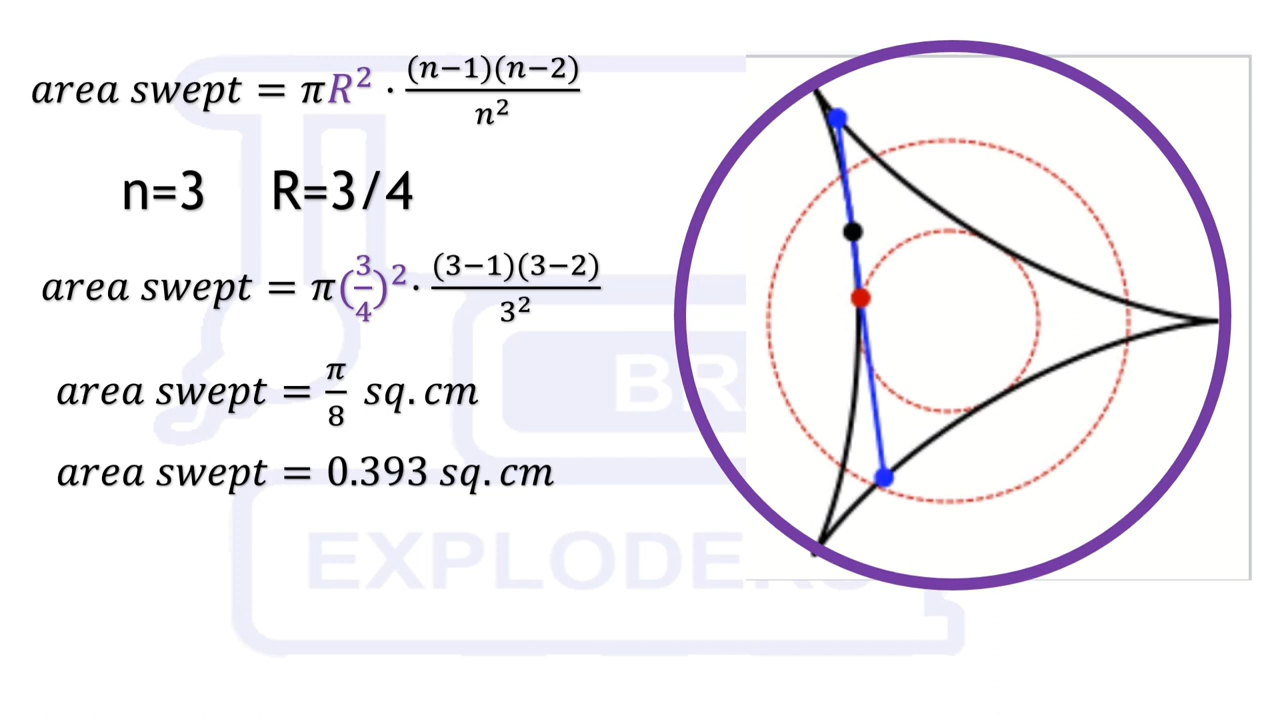 area swept = πR² · (n−1)(n−2)/n²
n=3 R=3/4
area swept = π(3/4)² · (3−1)(3−2)/3²
area swept = π/8 sq.cm
area swept = 0.393 sq.cm
EXPLODERS